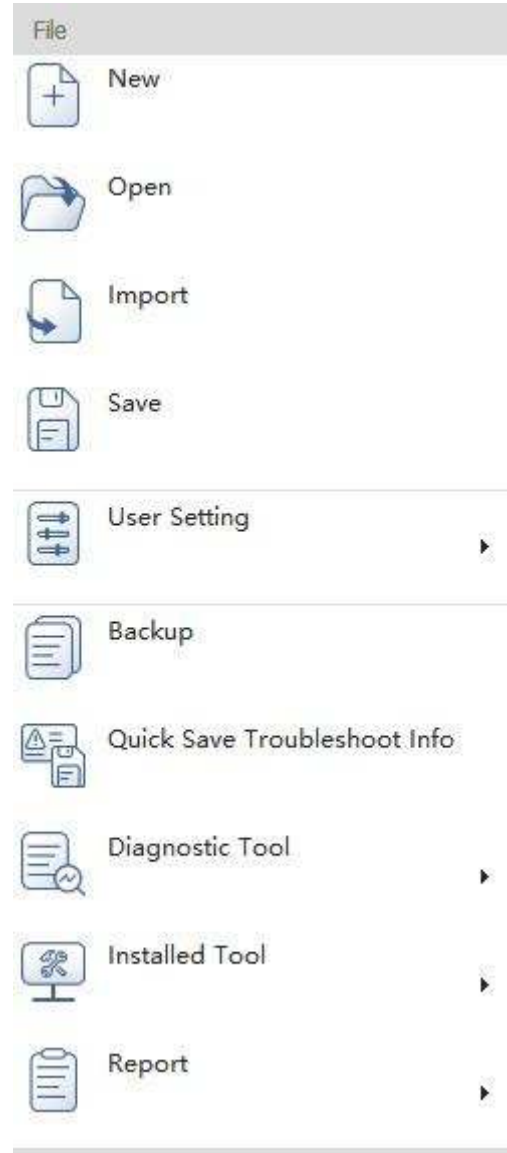 File
New
Open
Import
Save
User Setting
Backup
Quick Save Troubleshoot Info
Diagnostic Tool
Installed Tool
Report